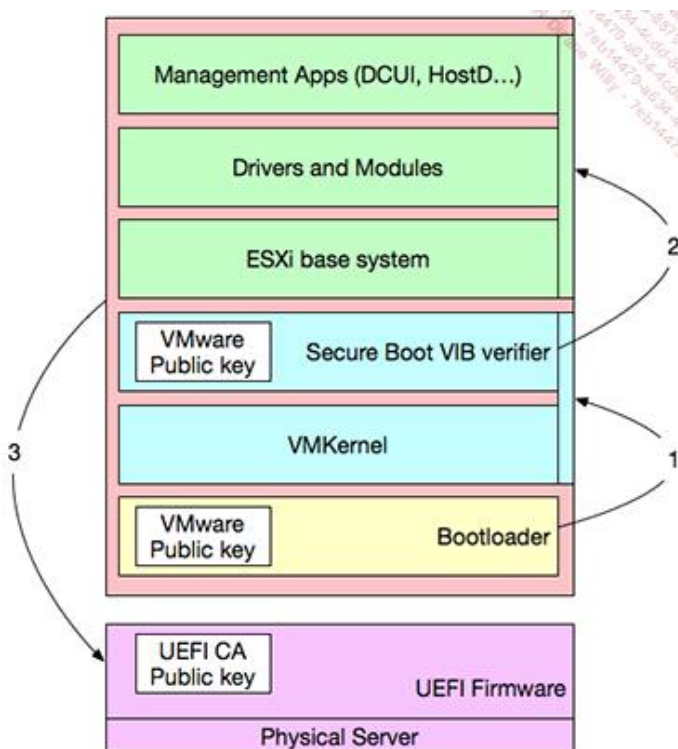 Management Apps (DCUI, HostD...)
Drivers and Modules
ESXi base system
2
VMware
Public key
Secure Boot VIB verifier
VMKernel
1
3
VMware
Public key
Bootloader
UEFI CA
Public key
UEFI Firmware
Physical Server